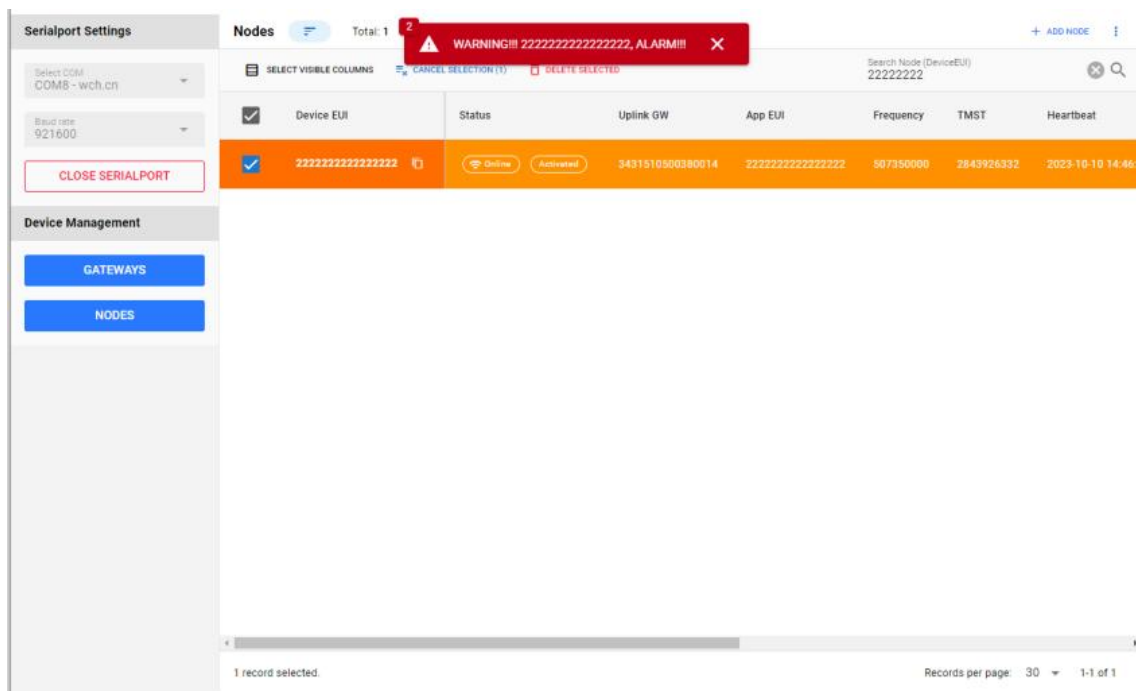 Serialport Settings
Select COM
COM8 - wch.cn
Baud rate
921600
CLOSE SERIALPORT
Device Management
GATEWAYS
NODES
Nodes
Total: 1
2
WARNING!!! 2222222222222222, ALARM!!!
+ ADD NODE
SELECT VISIBLE COLUMNS
CANCEL SELECTION (1)
DELETE SELECTED
Search Node (DeviceEUI)
22222222
Device EUI Status Uplink GW App EUI Frequency TMST Heartbeat
2222222222222222 Online Activated 3431510500380014 2222222222222222 507350000 2643926332 2023-10-10 14:46:
1 record selected.
Records per page: 30 1-1 of 1